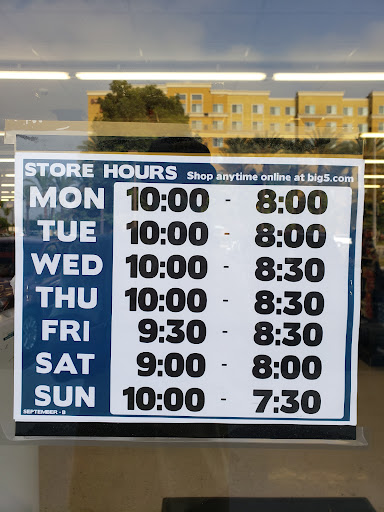 STORE HOURS Shop anytime online at big5.com
MON 10:00 - 8:00
TUE 10:00 - 8:00
WED 10:00 - 8:30
THU 10:00 - 8:30
FRI 9:30 - 8:30
SAT 9:00 - 8:00
SUN 10:00 - 7:30
SEPTEMBER - B